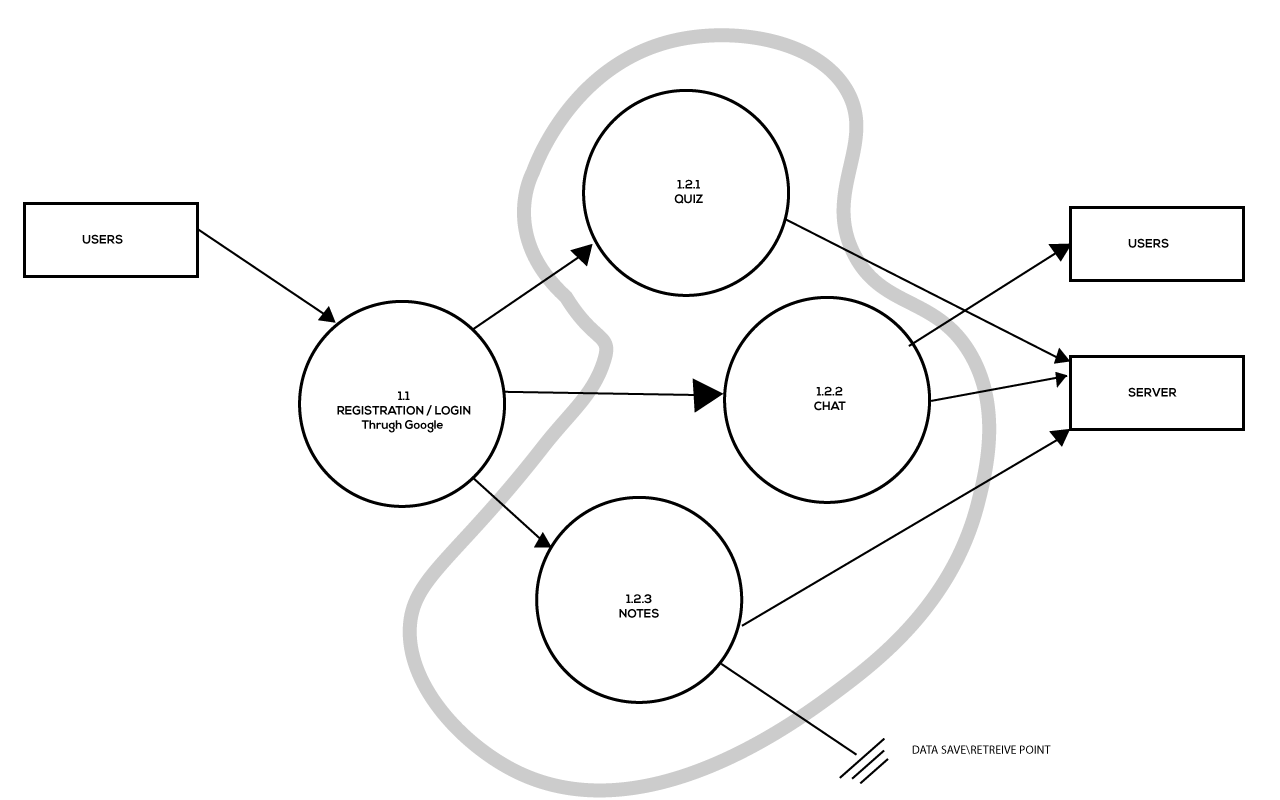 1.2.1
QUIZ
USERS
USERS
1.1
REGISTRATION / LOGIN
Thrugh Google
1.2.2
CHAT
SERVER
1.2.3
NOTES
DATA SAVE\RETREIVE POINT